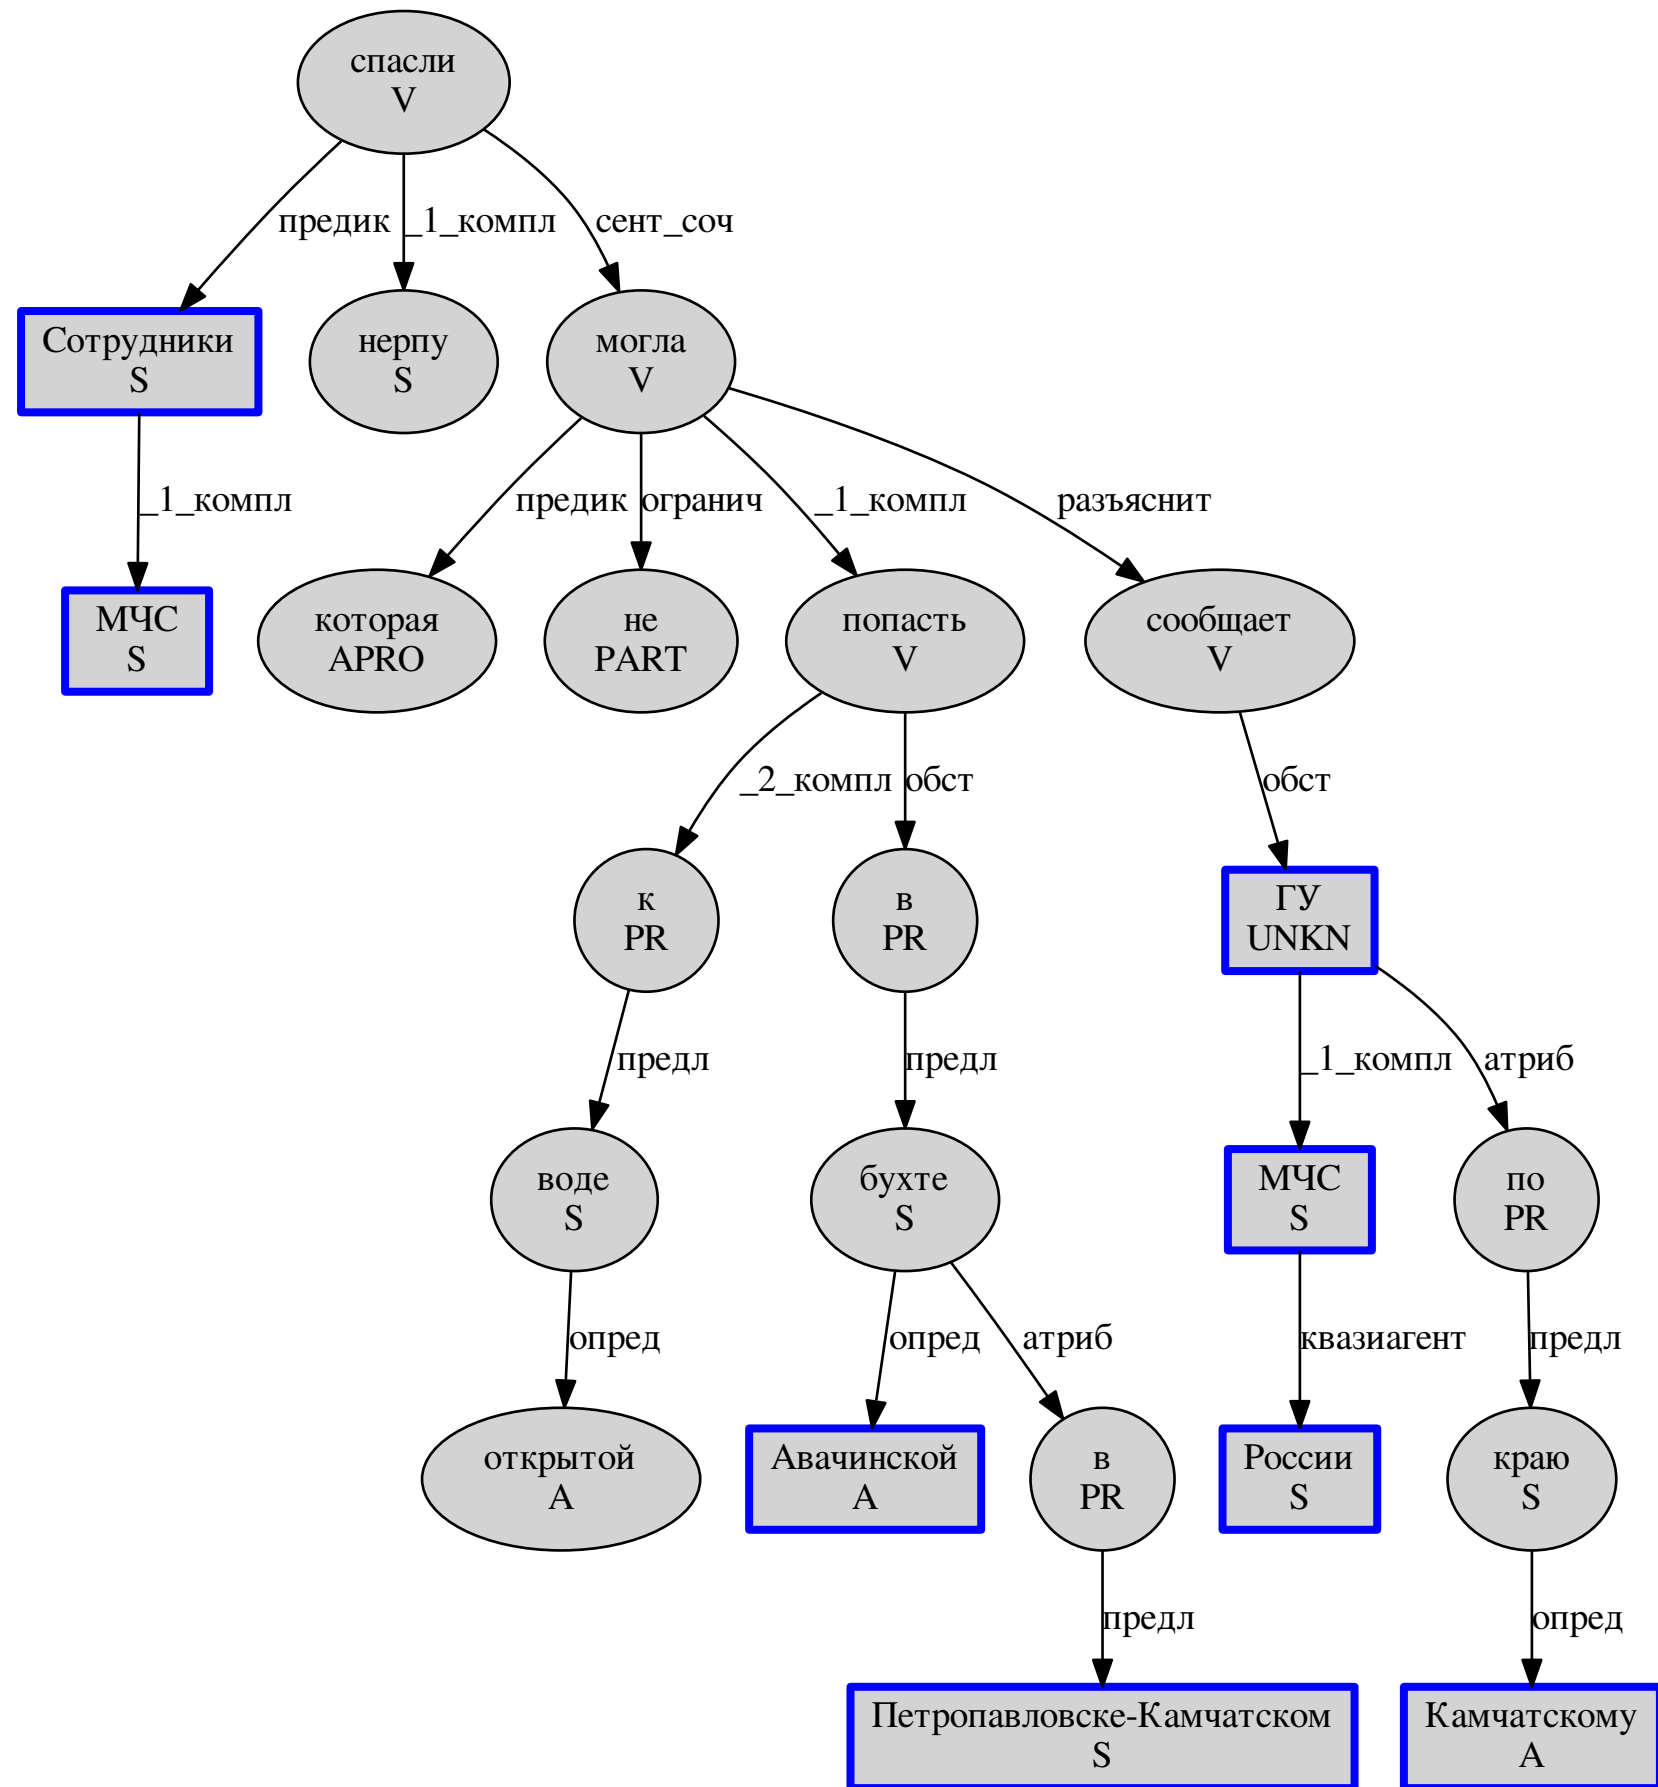 спасли
V
предик
_1_компл
сент_соч
Сотрудники
S
нерпу
S
могла
V
_1_компл
предик
огранич
_1_компл
разъяснит
МЧС
S
которая
APRO
не
PART
попасть
V
сообщает
V
_2_компл
обст
обст
к
PR
в
PR
ГУ
UNKN
предл
предл
_1_компл
атриб
воде
S
бухте
S
МЧС
S
по
PR
опред
опред
атриб
квазиагент
предл
открытой
A
Авачинской
A
в
PR
России
S
краю
S
предл
опред
Петропавловске-Камчатском
S
Камчатскому
A